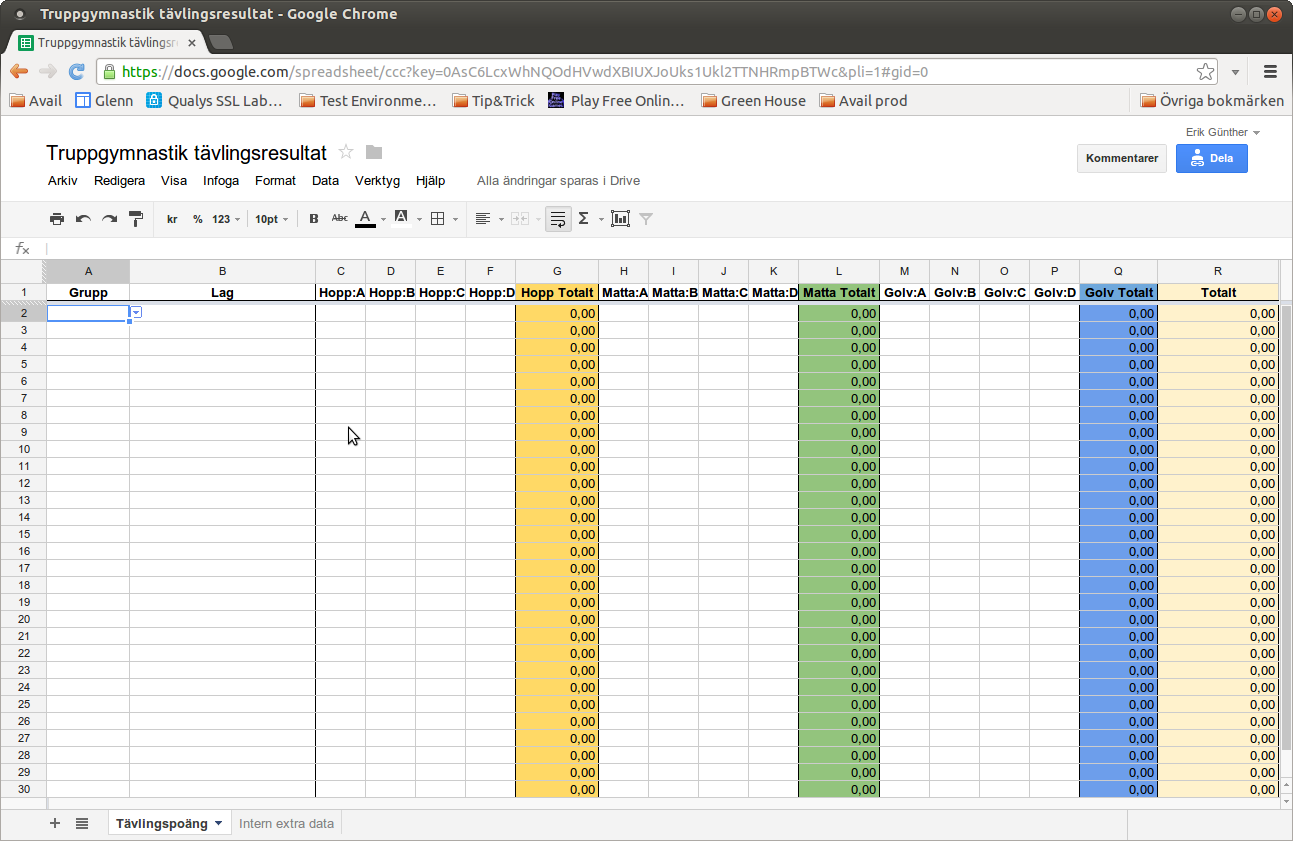 Truppgymnastik tävlingsresultat - Google Chrome
Truppgymnastik tävlingsre
https://docs.google.com/spreadsheet/ccc?key=0AsC6LcxWhNQOdHVwdXBIUXJoUks1Ukl2TTNHRmpBTWc&pli=1#gid=0
Avail Glenn Qualys SSL Lab... Test Environme... Tip&Trick Play Free Onlin... Green House Avail prod Övriga bokmärken
Erik Günther
Truppgymnastik tävlingsresultat Kommentarer Dela
Arkiv Redigera Visa Infoga Format Data Verktyg Hjälp Alla ändringar sparas i Drive
kr % 123 10pt B Abc A A Σ
fx
A B C D E F G H I J K L M N O P Q R
1 Grupp Lag Hopp:A Hopp:B Hopp:C Hopp:D Hopp Totalt Matta:A Matta:B Matta:C Matta:D Matta Totalt Golv:A Golv:B Golv:C Golv:D Golv Totalt Totalt
2 0,00 0,00 0,00 0,00
3 0,00 0,00 0,00 0,00
4 0,00 0,00 0,00 0,00
5 0,00 0,00 0,00 0,00
6 0,00 0,00 0,00 0,00
7 0,00 0,00 0,00 0,00
8 0,00 0,00 0,00 0,00
9 0,00 0,00 0,00 0,00
10 0,00 0,00 0,00 0,00
11 0,00 0,00 0,00 0,00
12 0,00 0,00 0,00 0,00
13 0,00 0,00 0,00 0,00
14 0,00 0,00 0,00 0,00
15 0,00 0,00 0,00 0,00
16 0,00 0,00 0,00 0,00
17 0,00 0,00 0,00 0,00
18 0,00 0,00 0,00 0,00
19 0,00 0,00 0,00 0,00
20 0,00 0,00 0,00 0,00
21 0,00 0,00 0,00 0,00
22 0,00 0,00 0,00 0,00
23 0,00 0,00 0,00 0,00
24 0,00 0,00 0,00 0,00
25 0,00 0,00 0,00 0,00
26 0,00 0,00 0,00 0,00
27 0,00 0,00 0,00 0,00
28 0,00 0,00 0,00 0,00
29 0,00 0,00 0,00 0,00
30 0,00 0,00 0,00 0,00
Tävlingspoäng Intern extra data